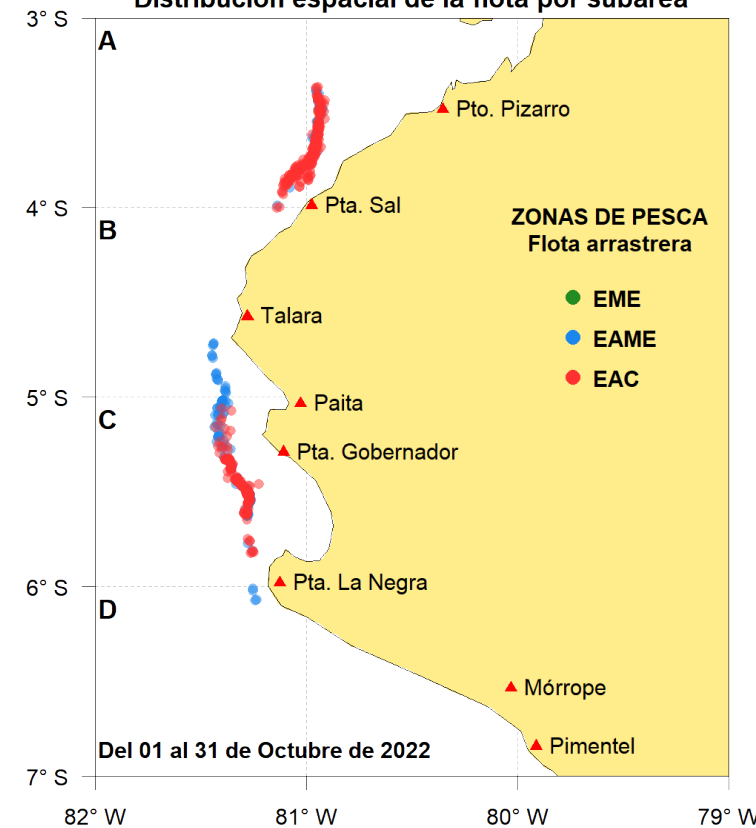 Distribución espacial de la flota por subárea
3° S
A
Pto. Pizarro
4° S
Pta. Sal
B
ZONAS DE PESCA
Flota arrastrera
EME
Talara
EAME
EAC
5° S
Paita
C
Pta. Gobernador
6° S
Pta. La Negra
D
Mórrope
Del 01 al 31 de Octubre de 2022
Pimentel
7° S
82° W
81° W
80° W
79° W